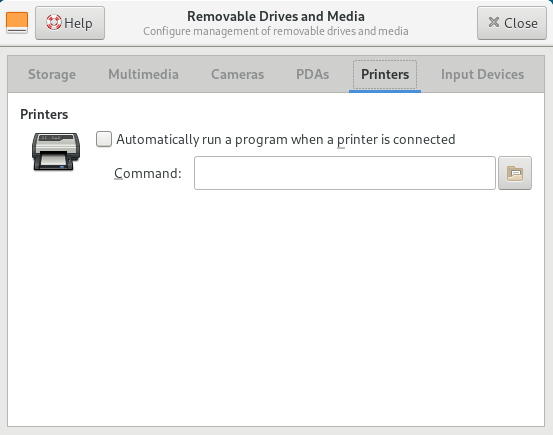 Help
Removable Drives and Media
Configure management of removable drives and media
Close
Storage Multimedia Cameras PDAs Printers Input Devices
Printers
Automatically run a program when a printer is connected
Command: